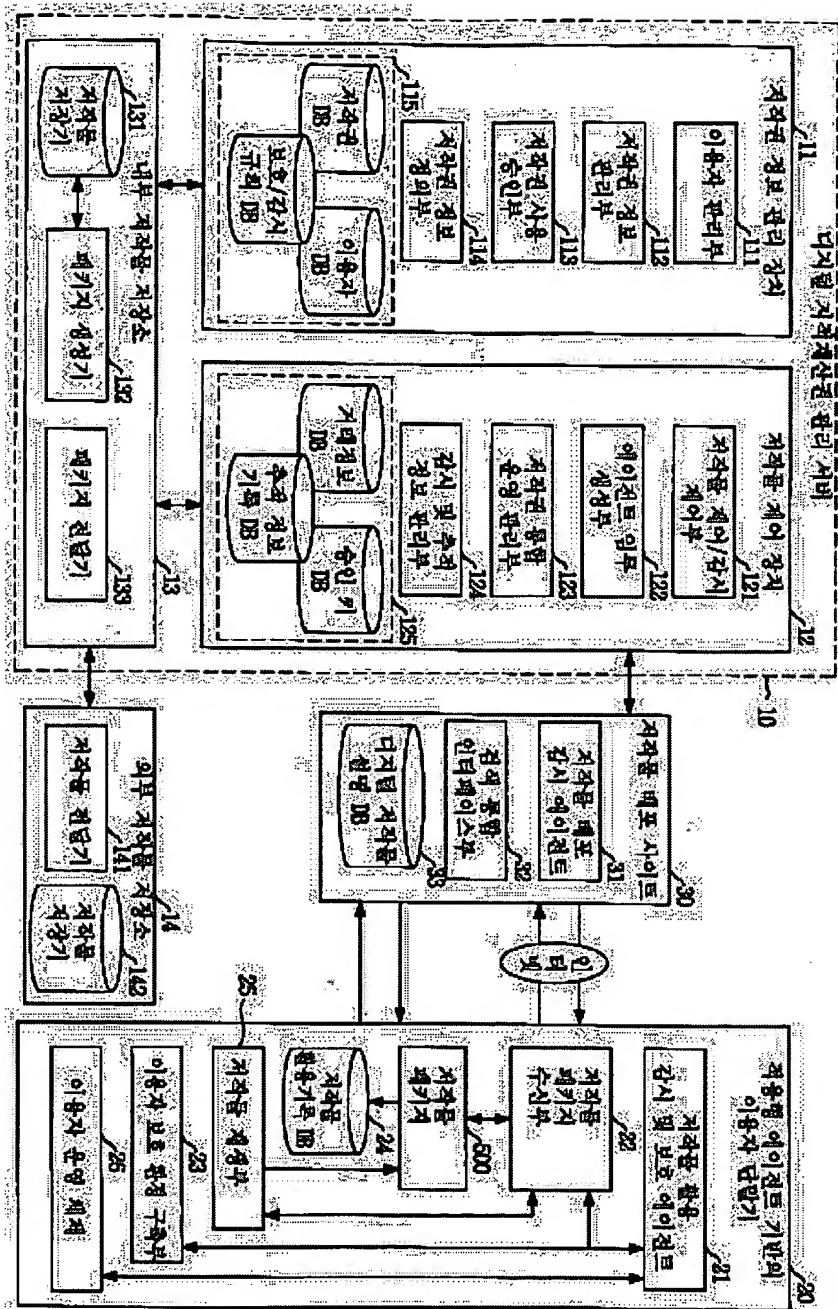 디지털 저작재산권 관리 서버
10
저작권 정보 관리 장치
11
이용자 관리부
111
저작권 정보
관리부
112
저작권 사용
승인부
113
저작권 정보
정의부
114
115
저작권
DB
이용자
DB
보호/감시
규칙 DB
저작물 제어 장치
12
저작물 제어/감시
제어부
121
에이전트 임무
생성부
122
저작권 통합
운영 관리부
123
감시 및 추적
정보 관리부
124
125
거래정보
DB
승인 키
DB
추적 정보
기록 DB
내부 저작물 저장소
13
저작물
저장기
131
패키지 생성기
132
패키지 전달기
133
외부 저작물 저장소
14
저작물 전달기
141
저작물
저장기
142
저작물 배포 사이트
30
저작물 배포
감시 에이전트
31
검색 통합
인터페이스부
32
디지털 저작물
설명 DB
33
인터넷
적응형 에이전트 기반의
이용자 단말기
20
저작물 활용
감시 및 보호 에이전트
21
저작물
패키지
수신부
22
저작물
패키지
500
저작물
활용기록 DB
24
저작물 재생부
25
이용자 보호 환경 구축부
23
이용자 운영 체제
26